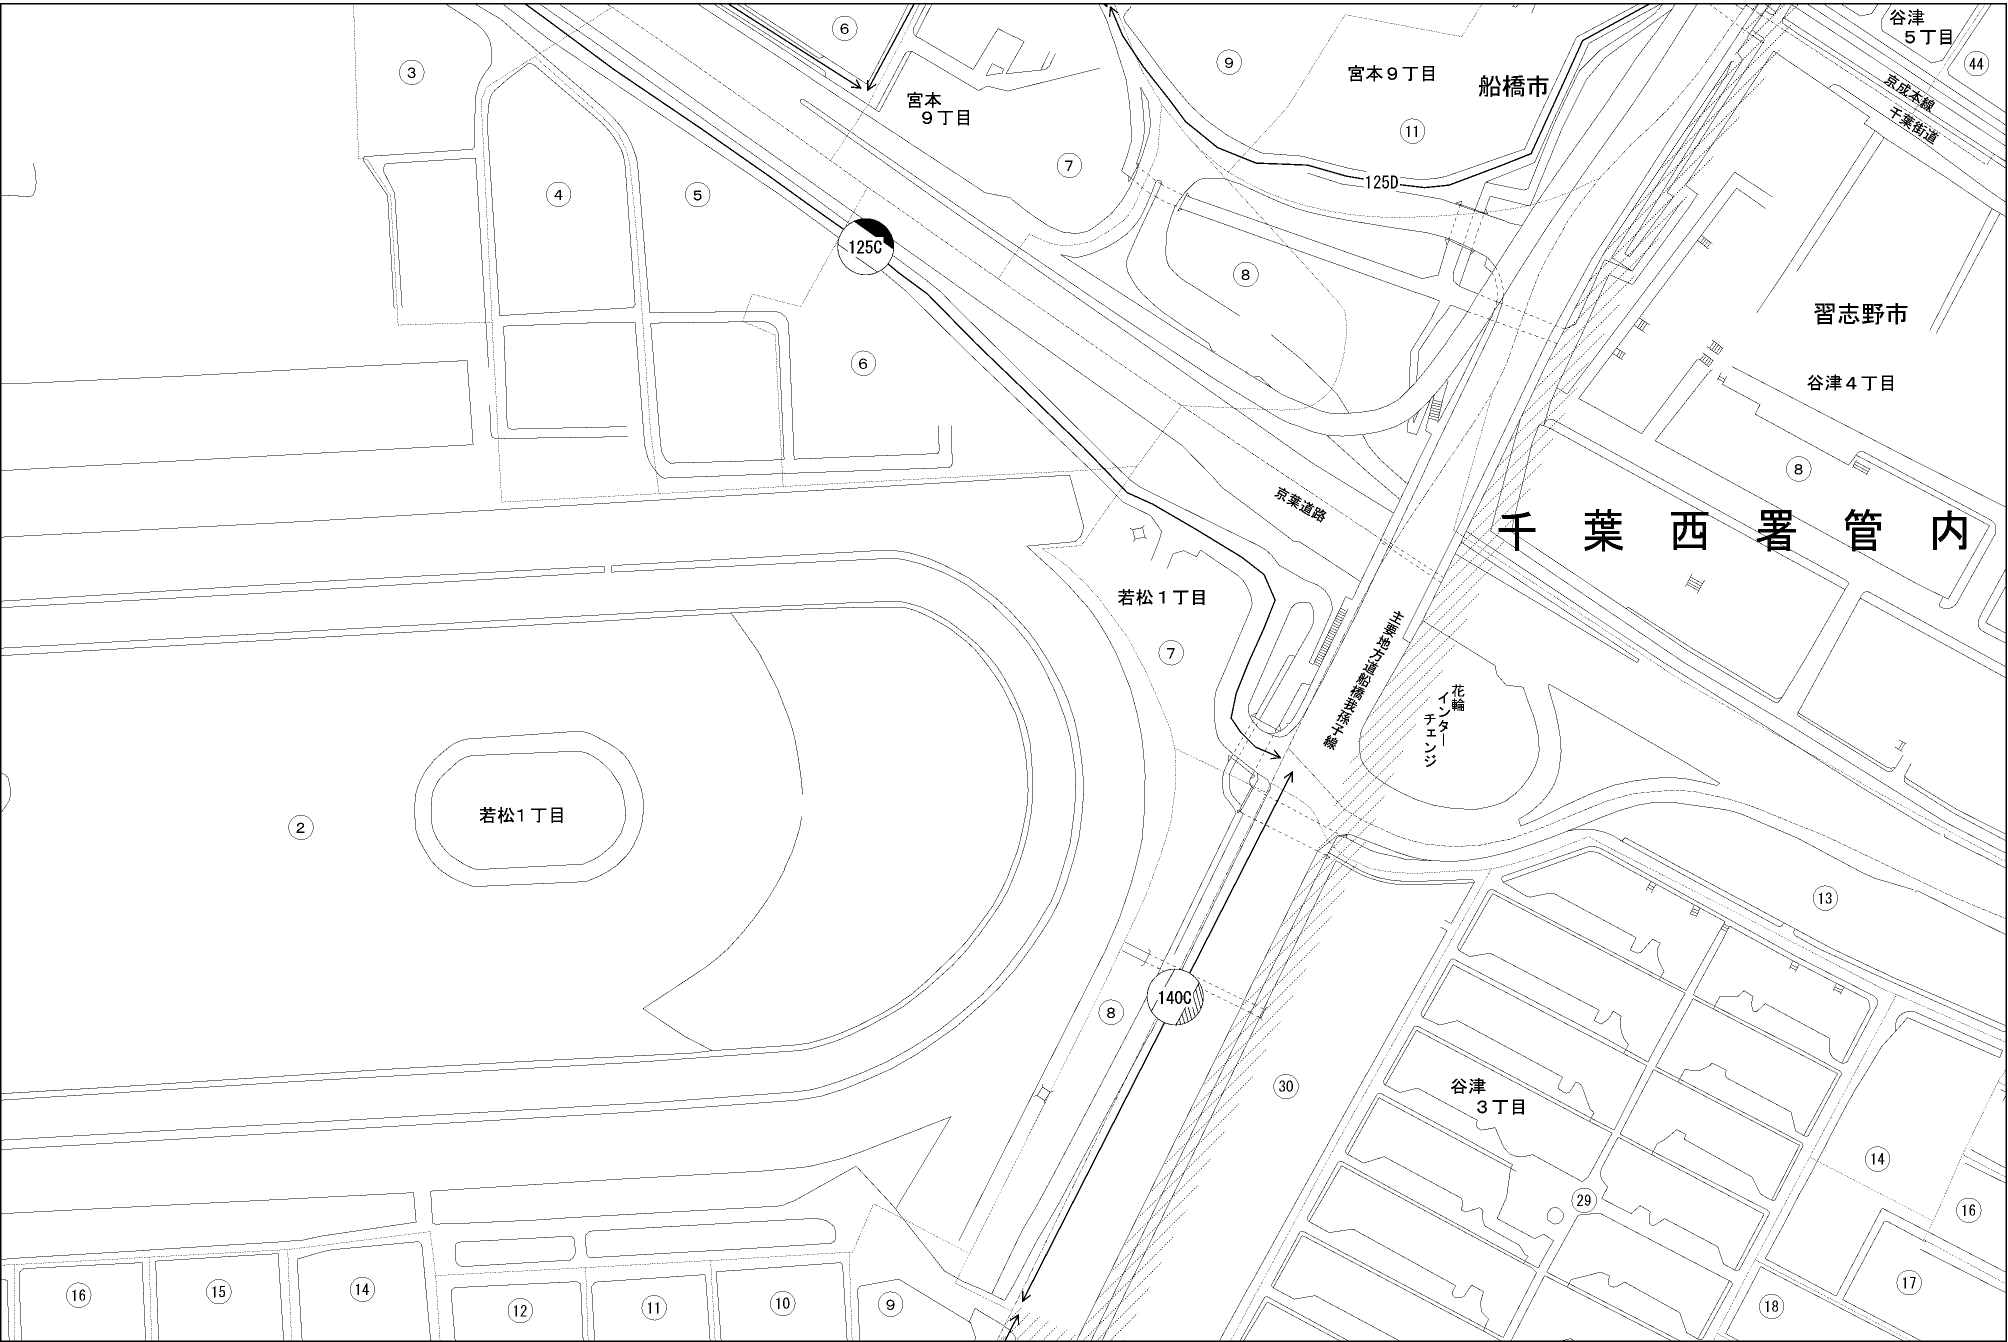 谷津
５丁目
44
京成本線
千葉街道
6
9
宮本９丁目
船橋市
11
3
宮本
９丁目
7
125D
4
5
125C
8
習志野市
谷津４丁目
6
8
京葉道路
千葉西署管内
若松１丁目
7
主要地方道船橋我孫子線
花輪
インター
チェンジ
2
若松１丁目
13
140C
8
30
谷津
３丁目
14
29
16
17
18
16
15
14
12
11
10
9